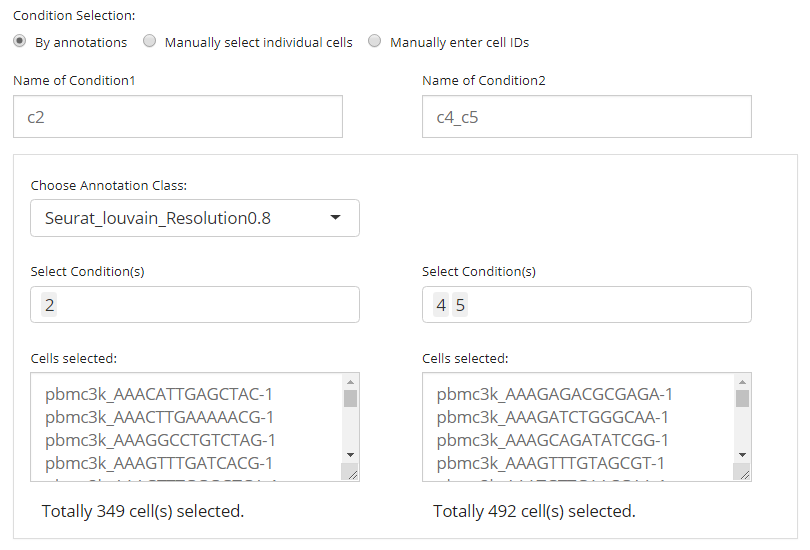 Condition Selection:
By annotations Manually select individual cells Manually enter cell IDs
Name of Condition1 Name of Condition2
c2 c4_c5
Choose Annotation Class:
Seurat_louvain_Resolution0.8
Select Condition(s) Select Condition(s)
2 4 5
Cells selected: Cells selected:
pbmc3k_AAACATTGAGCTAC-1 pbmc3k_AAAGAGACGCGAGA-1
pbmc3k_AAACTTGAAAAACG-1 pbmc3k_AAAGATCTGGGCAA-1
pbmc3k_AAAGGCCTGTCTAG-1 pbmc3k_AAAGCAGATATCGG-1
pbmc3k_AAAGTTTGATCACG-1 pbmc3k_AAAGTTTGTAGCGT-1
Totally 349 cell(s) selected. Totally 492 cell(s) selected.